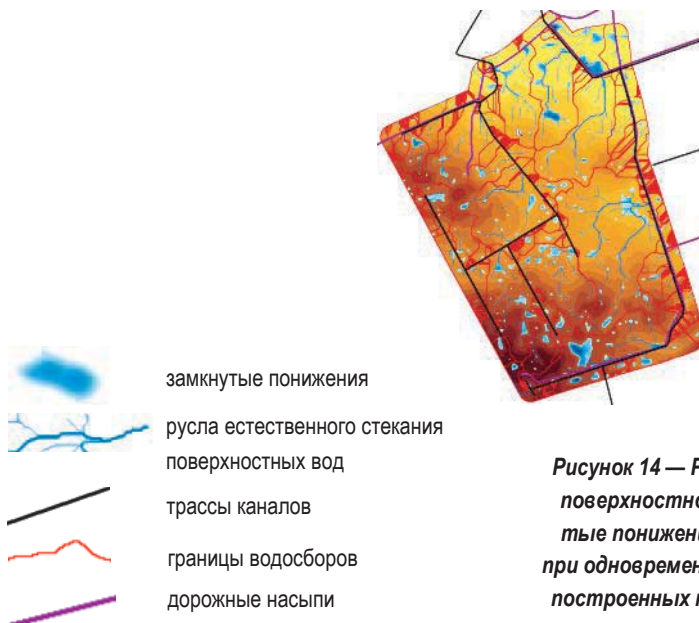 замкнутые понижения
русла естественного стекания
поверхностных вод
трассы каналов
границы водосборов
дорожные насыпи
Рисунок 14 —
поверхностно
тые понижен
при одновремен
построенных